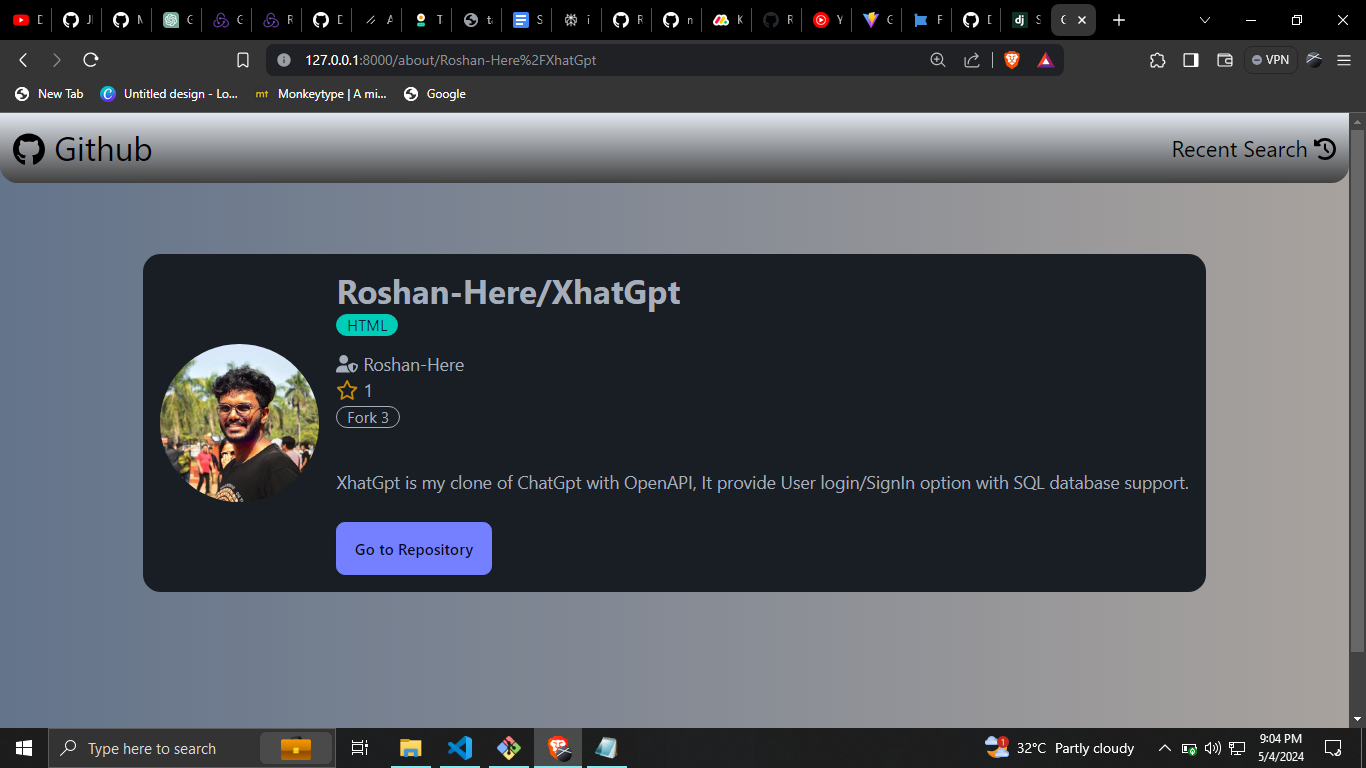 127.0.0.1:8000/about/Roshan-Here%2FXhatGpt
VPN
New Tab
Untitled design - Lo...
mt
Monkeytype | A mi...
Google
Github
Recent Search
Roshan-Here/XhatGpt
HTML
Roshan-Here
1
Fork 3
XhatGpt is my clone of ChatGpt with OpenAPI, It provide User login/SignIn option with SQL database support.
Go to Repository
Type here to search
1
32°C Partly cloudy
9:04 PM
5/4/2024